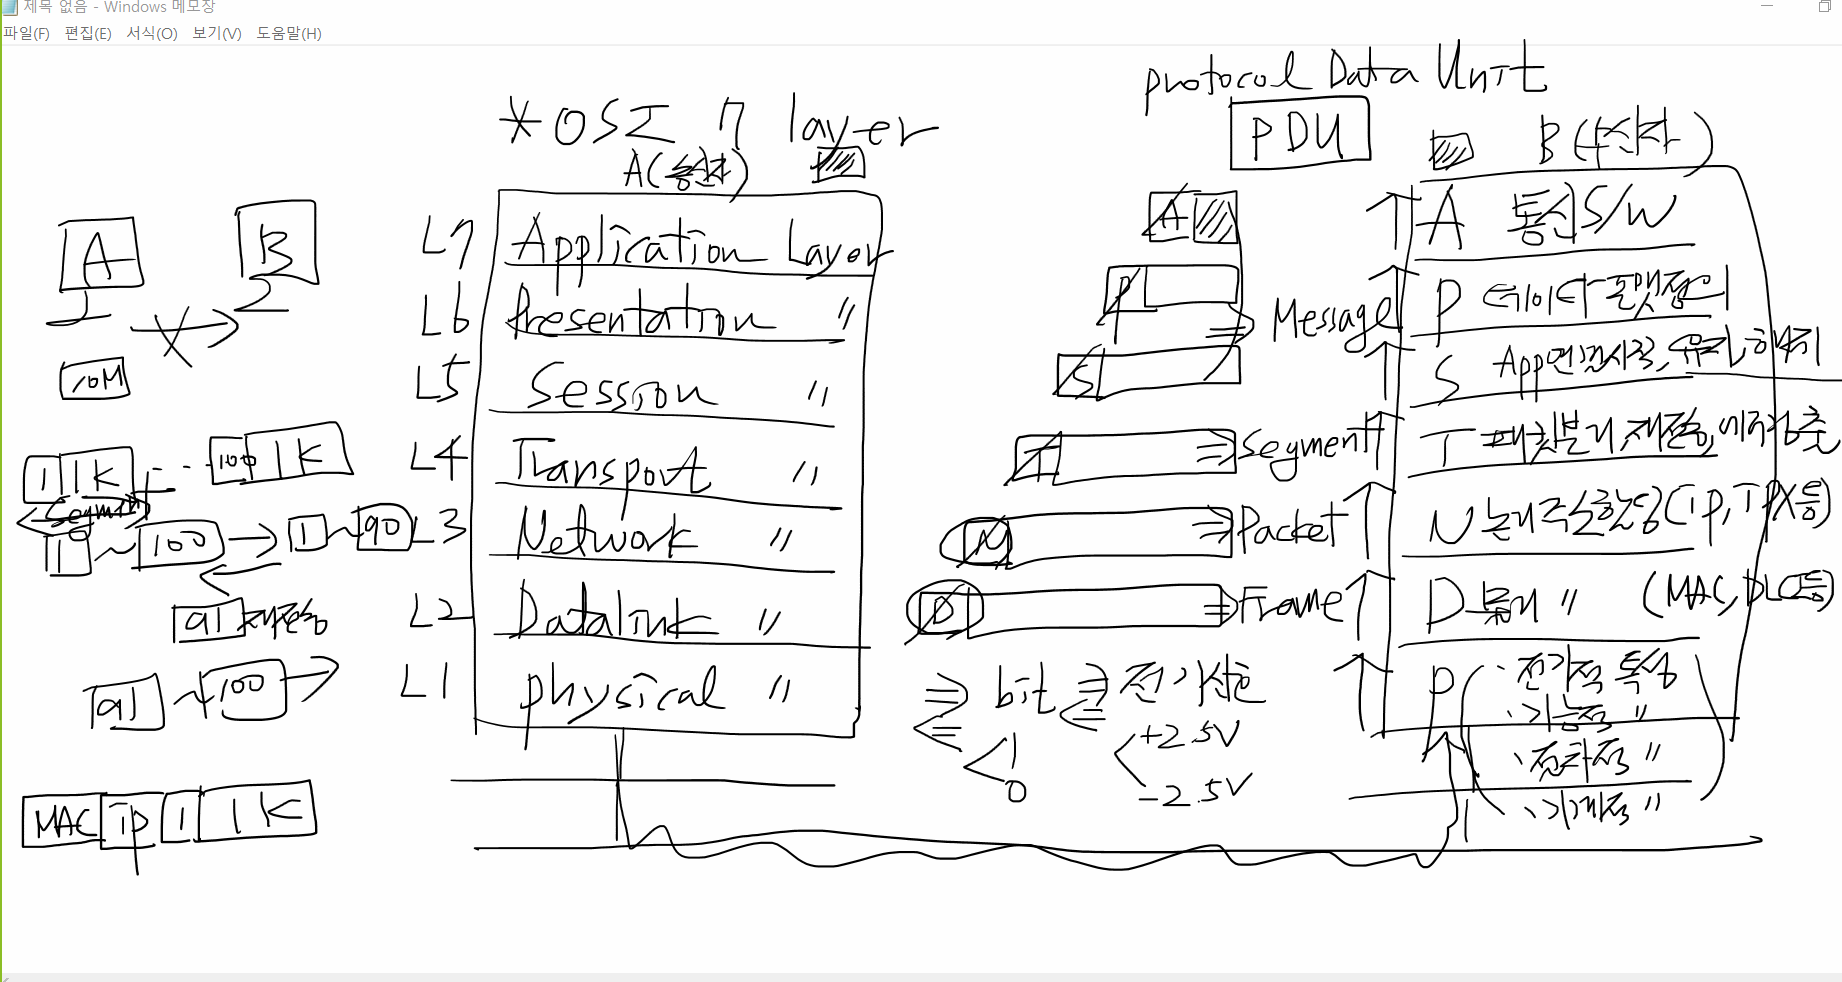 제목 없음 - Windows 메모장
파일(F) 편집(E) 서식(O) 보기(V) 도움말(H)
protocol Data Unit
PDU
* OSI 7 layer
A(송신자)
B(수신자)
A
B
10M
1 1K --- 100 1K
segment
1 ~ 100 → 1 ~ 90
91 재전송
91 ~ 100 →
MAC ip 1 1K
L7 Application Layer
L6 Presentation "
L5 Session "
L4 Transport "
L3 Network "
L2 Datalink "
L1 physical "
A
P
⇒ Message
S
T ⇒ segment
N ⇒ Packet
D ⇒ Frame
⇒ bit ⇒ 전기신호
1
0
+2.5V
-2.5V
A 통신 S/W
P 데이터 포맷정의
S App연결시작, 유지, 해제
T 패킷분리, 재전송,
N 논리주소할당(IP, IPX등)
D 물리 " (MAC, DLC등)
P ( · 전기적 특성
· 기능적 "
· 절차적 "
· 기계적 "